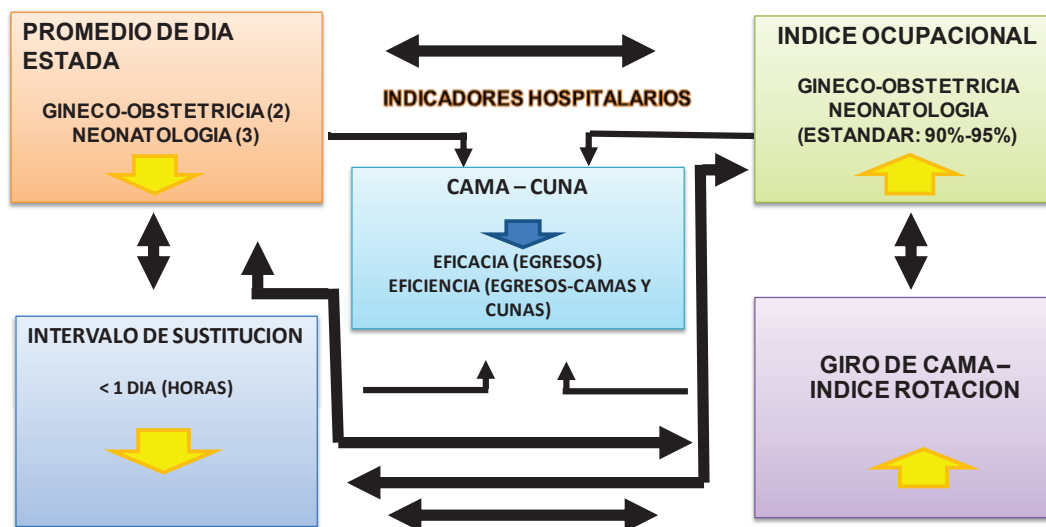 PROMEDIO DE DIA
ESTADA
GINECO-OBSTETRICIA (2)
NEONATOLOGIA (3)
INDICADORES HOSPITALARIOS
INDICE OCUPACIONAL
GINECO-OBSTETRICIA
NEONATOLOGIA
(ESTANDAR: 90%-95%)
CAMA – CUNA
EFICACIA (EGRESOS)
EFICIENCIA (EGRESOS-CAMAS Y
CUNAS)
INTERVALO DE SUSTITUCION
< 1 DIA (HORAS)
GIRO DE CAMA –
INDICE ROTACION